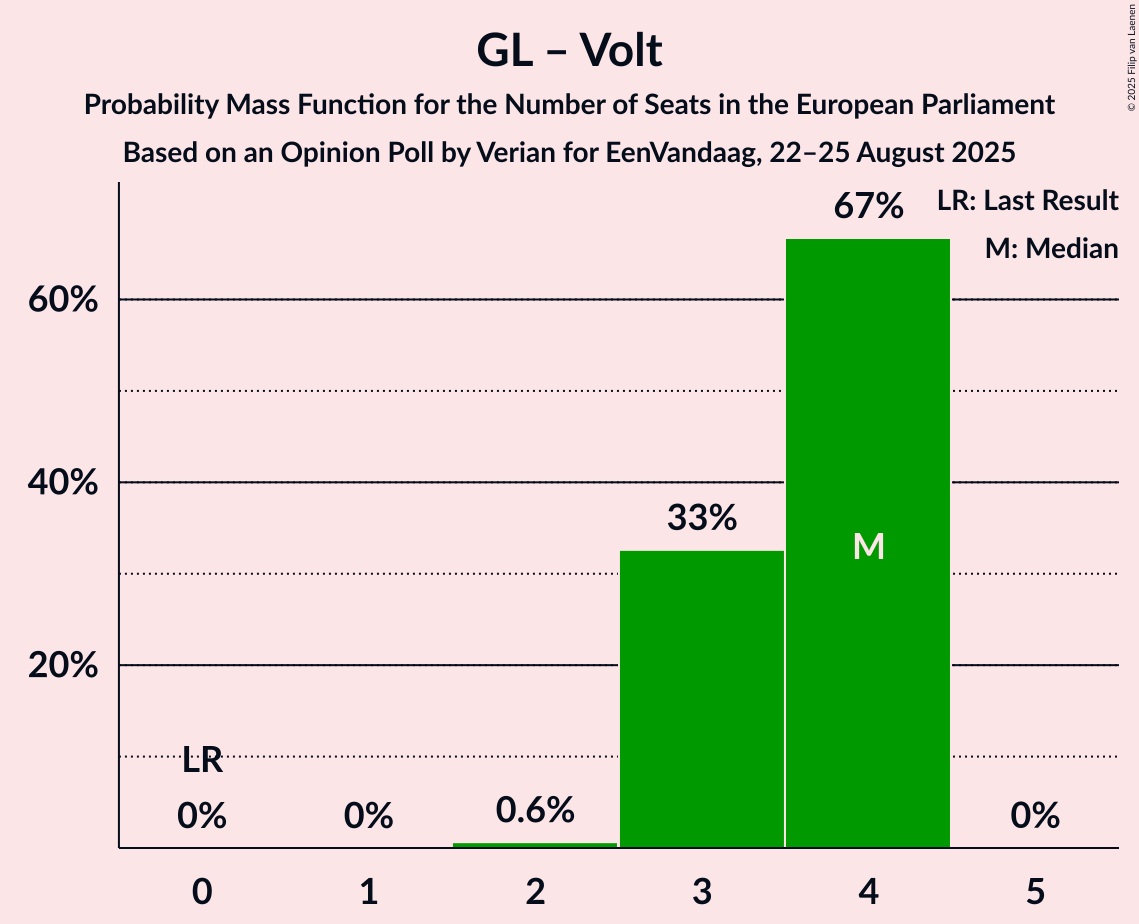 GL – Volt
Probability Mass Function for the Number of Seats in the European Parliament
Based on an Opinion Poll by Verian for EenVandaag, 22–25 August 2025
© 2025 Filip van Laenen
LR: Last Result
M: Median
67%
60%
33%
40%
M
20%
LR
0%
0%
0.6%
0%
0
1
2
3
4
5